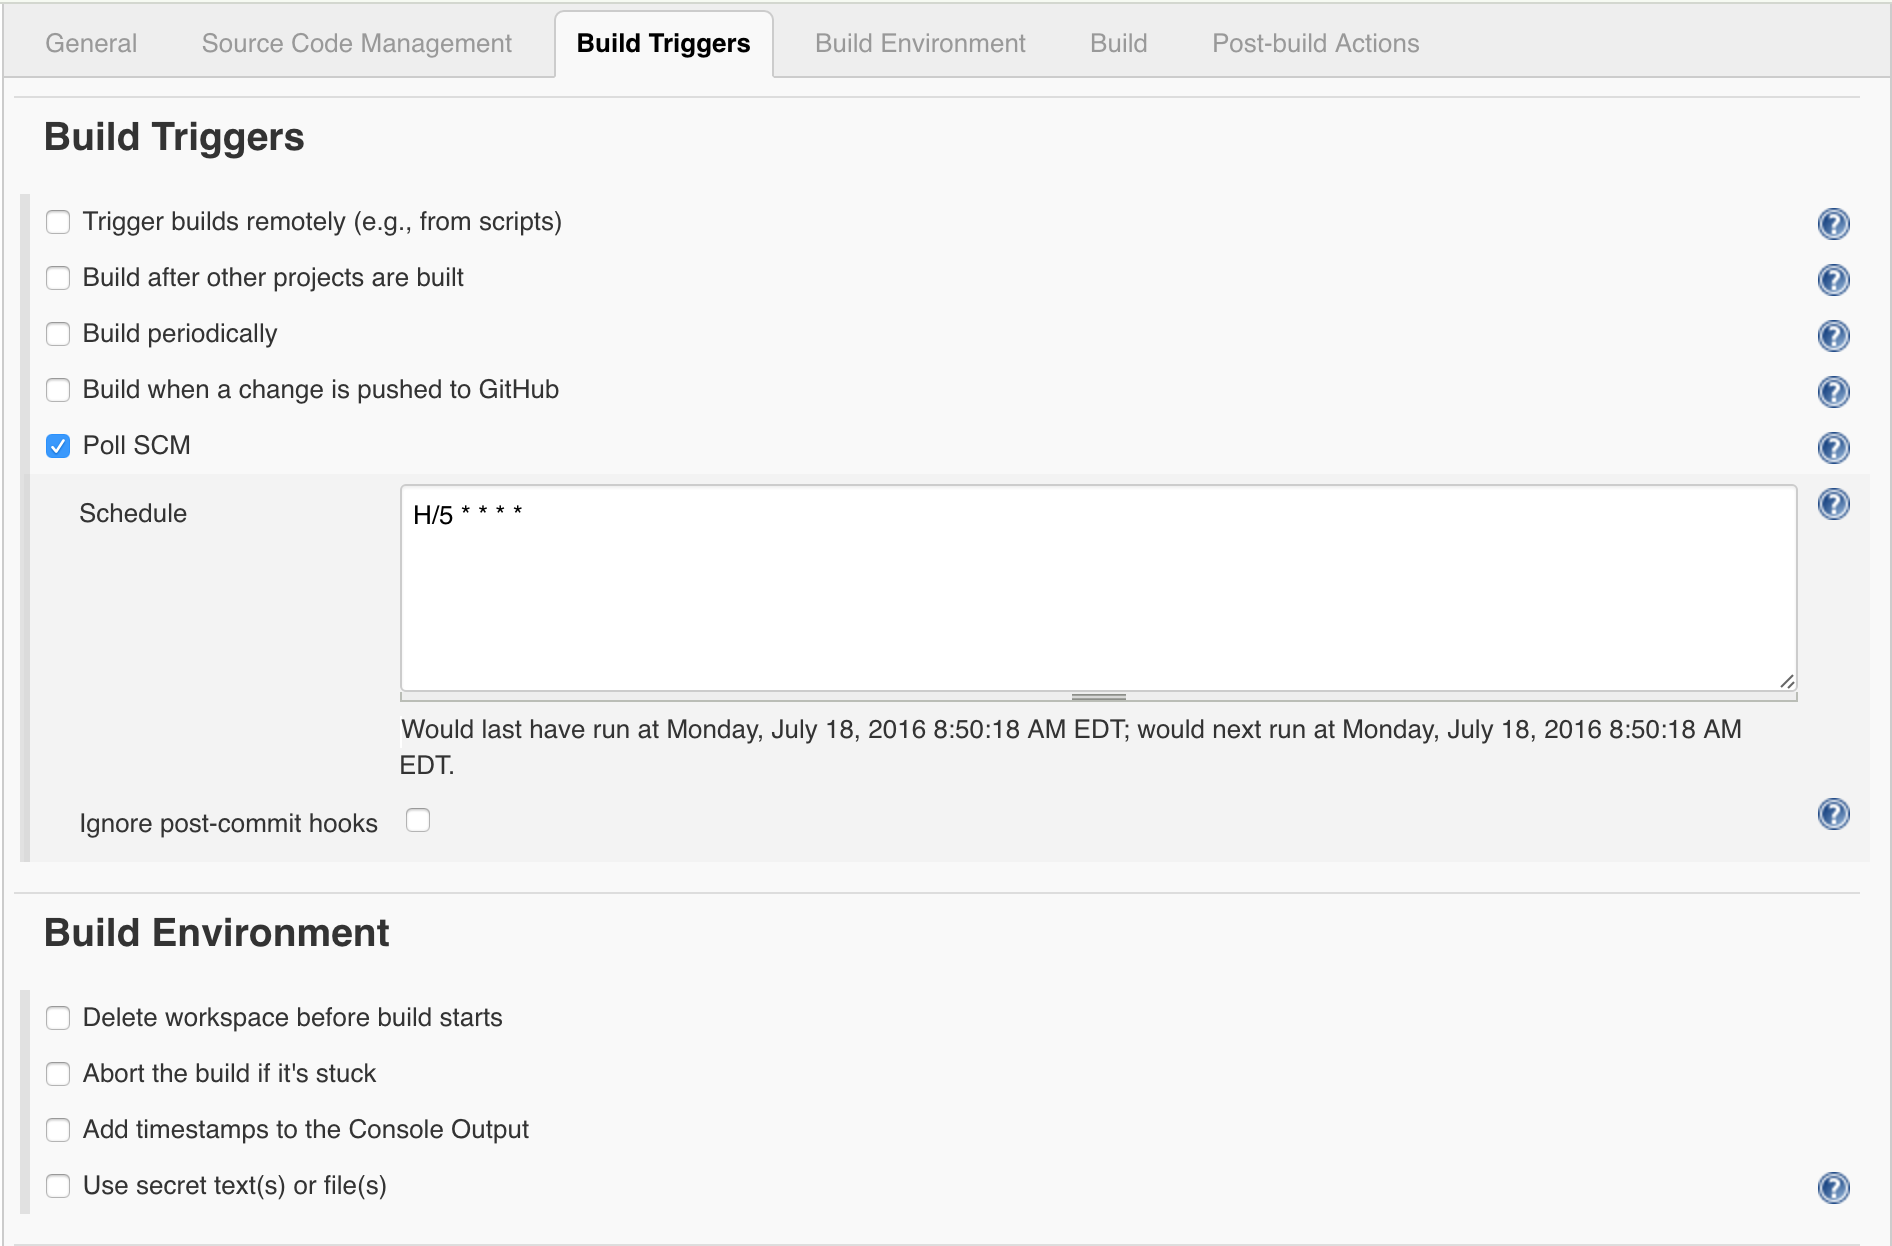 General Source Code Management Build Triggers Build Environment Build Post-build Actions
Build Triggers
Trigger builds remotely (e.g., from scripts)
Build after other projects are built
Build periodically
Build when a change is pushed to GitHub
Poll SCM
Schedule
H/5 * * * *
Would last have run at Monday, July 18, 2016 8:50:18 AM EDT; would next run at Monday, July 18, 2016 8:50:18 AM
EDT.
Ignore post-commit hooks
Build Environment
Delete workspace before build starts
Abort the build if it's stuck
Add timestamps to the Console Output
Use secret text(s) or file(s)